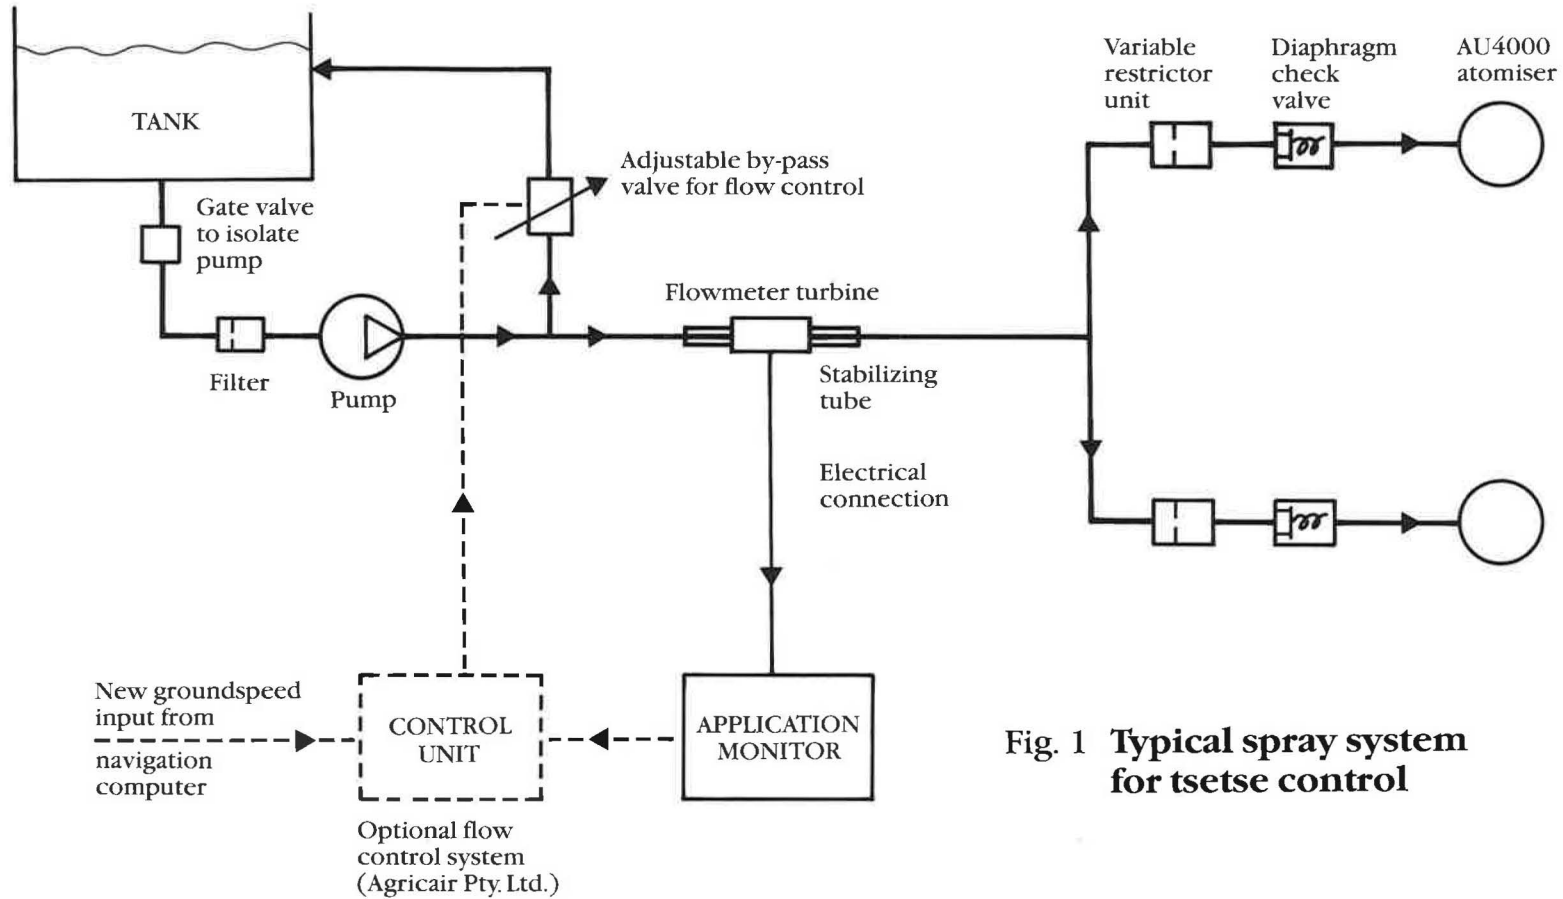 Variable
restrictor
unit
Diaphragm
check
valve
AU4000
atomiser
TANK
Adjustable by-pass
valve for flow control
Gate valve
to isolate
pump
Flowmeter turbine
Filter
Pump
Stabilizing
tube
Electrical
connection
New groundspeed
input from
navigation
computer
CONTROL
UNIT
APPLICATION
MONITOR
Optional flow
control system
(Agricair Pty. Ltd.)
Fig. 1 Typical spray system
for tsetse control